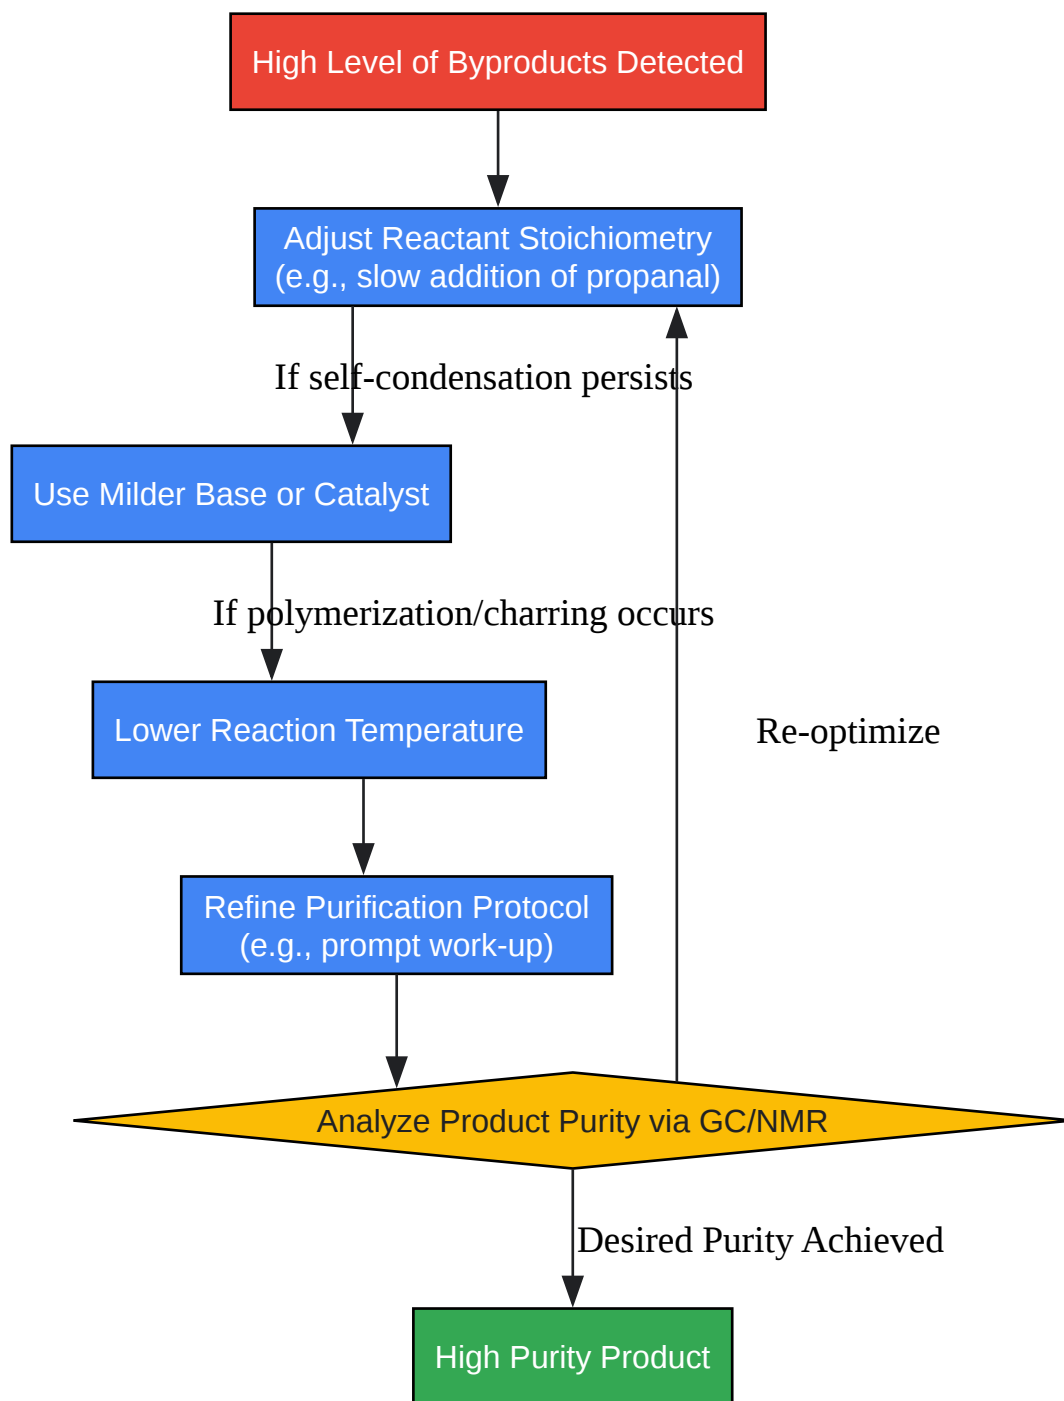 High Level of Byproducts Detected
Adjust Reactant Stoichiometry
(e.g., slow addition of propanal)
If self-condensation persists
Use Milder Base or Catalyst
If polymerization/charring occurs
Lower Reaction Temperature
Re-optimize
Refine Purification Protocol
(e.g., prompt work-up)
Analyze Product Purity via GC/NMR
Desired Purity Achieved
High Purity Product